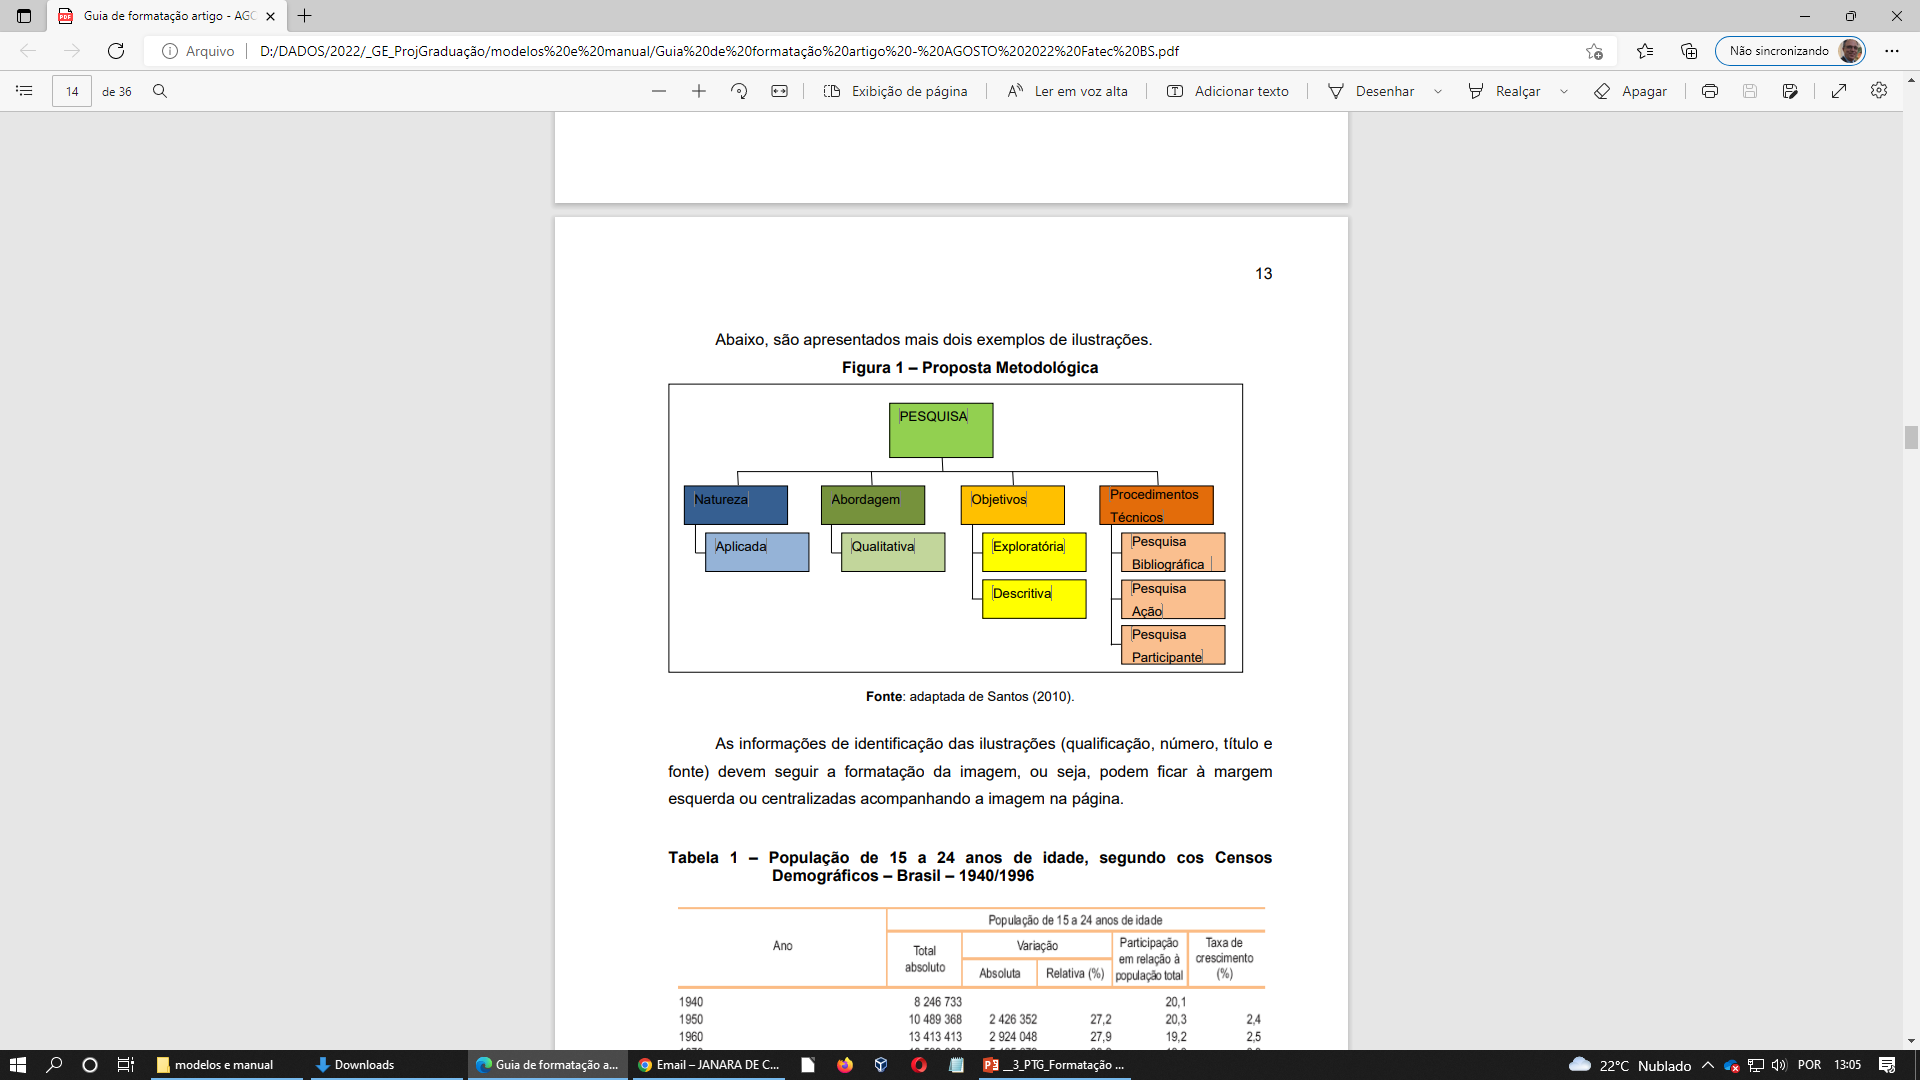 Guia de formatação artigo - AGO
Arquivo
D:/DADOS/2022/_GE_ProjGraduação/modelos%20e%20manual/Guia%20de%20formatação%20artigo%20-%20AGOSTO%202022%20Fatec%20BS.pdf
Não sincronizando
14
de 36
Exibição de página
Ler em voz alta
Adicionar texto
Desenhar
Realçar
Apagar
13
Abaixo, são apresentados mais dois exemplos de ilustrações.
Figura 1 – Proposta Metodológica
PESQUISA
Natureza
Abordagem
Objetivos
Procedimentos
Técnicos
Aplicada
Qualitativa
Exploratória
Pesquisa
Bibliográfica
Descritiva
Pesquisa
Ação
Pesquisa
Participante
Fonte: adaptada de Santos (2010).
As informações de identificação das ilustrações (qualificação, número, título e
fonte) devem seguir a formatação da imagem, ou seja, podem ficar à margem
esquerda ou centralizadas acompanhando a imagem na página.
Tabela 1 – População de 15 a 24 anos de idade, segundo cos Censos
Demográficos – Brasil – 1940/1996
População de 15 a 24 anos de idade
Ano
Total
absoluto
Variação
Absoluta
Relativa (%)
Participação
em relação à
população total
Taxa de
crescimento
(%)
1940 8 246 733 20,1
1950 10 489 368 2 426 352 27,2 20,3 2,4
1960 13 413 413 2 924 048 27,9 19,2 2,5
modelos e manual
Downloads
Guia de formatação a...
Email – JANARA DE C...
__3_PTG_Formatação ...
22°C Nublado
POR
13:05